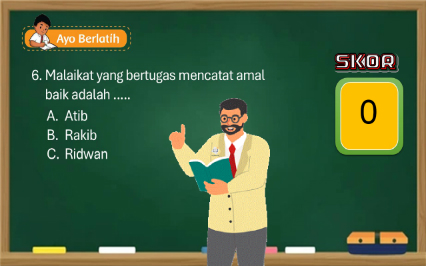 Ayo Berlatih
SKOR
6. Malaikat yang bertugas mencatat amal
baik adalah .....
A. Atib
B. Rakib
C. Ridwan
0